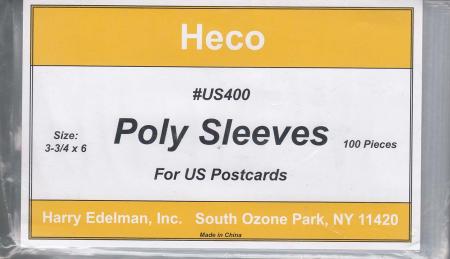 Heco
#US400
Size:
3-3/4 x 6
Poly Sleeves
100 Pieces
For US Postcards
Harry Edelman, Inc. South Ozone Park, NY 11420
Made in China